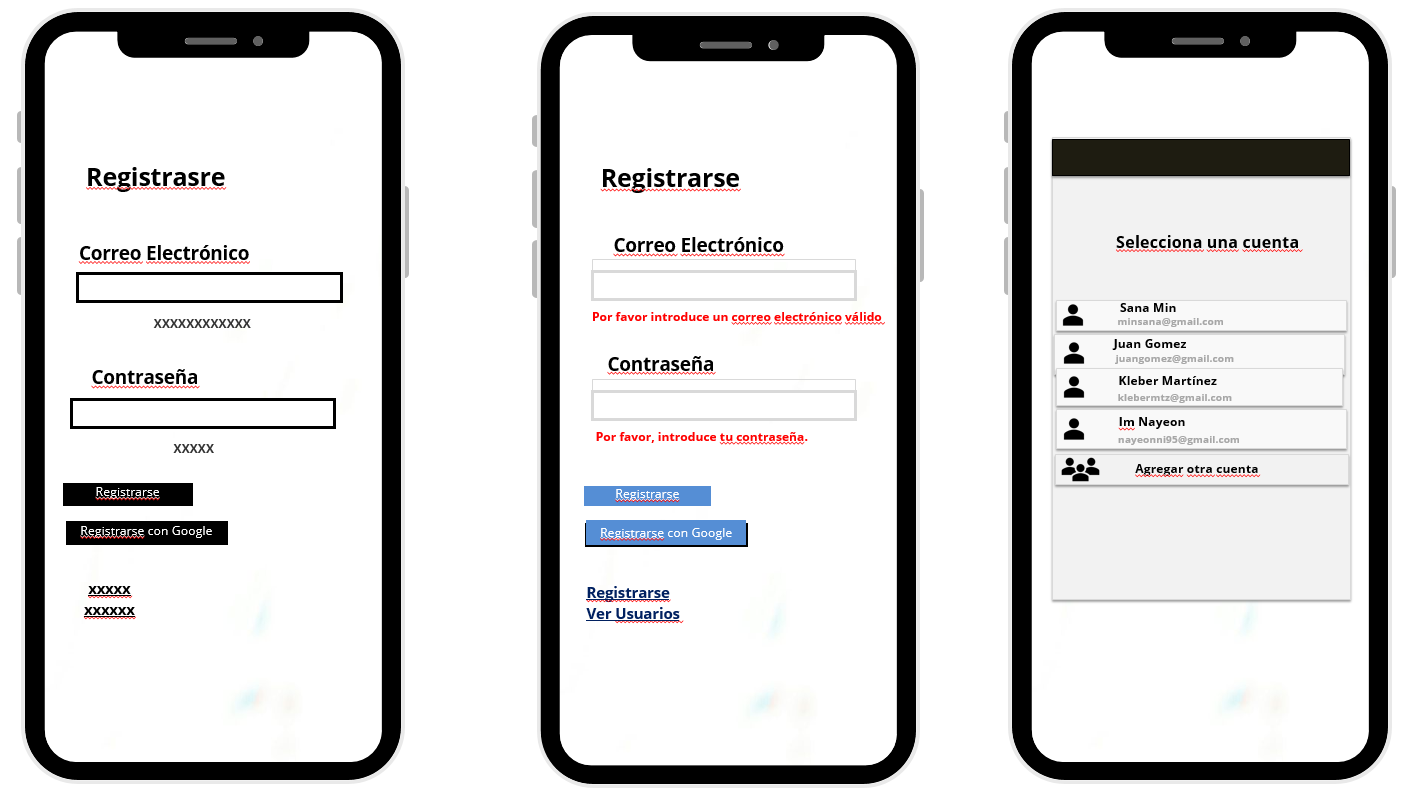 Registrasre
Correo Electrónico
xxxxxxxxxxxx
Contraseña
xxxxx
Registrarse
Registrarse con Google
xxxxx
xxxxxx
Registrarse
Correo Electrónico
Por favor introduce un correo electrónico válido
Contraseña
Por favor, introduce tu contraseña.
Registrarse
Registrarse con Google
Registrarse
Ver Usuarios
Selecciona una cuenta
Sana Min
minsana@gmail.com
Juan Gomez
juangomez@gmail.com
Kleber Martínez
klebermtz@gmail.com
Im Nayeon
nayeonni95@gmail.com
Agregar otra cuenta